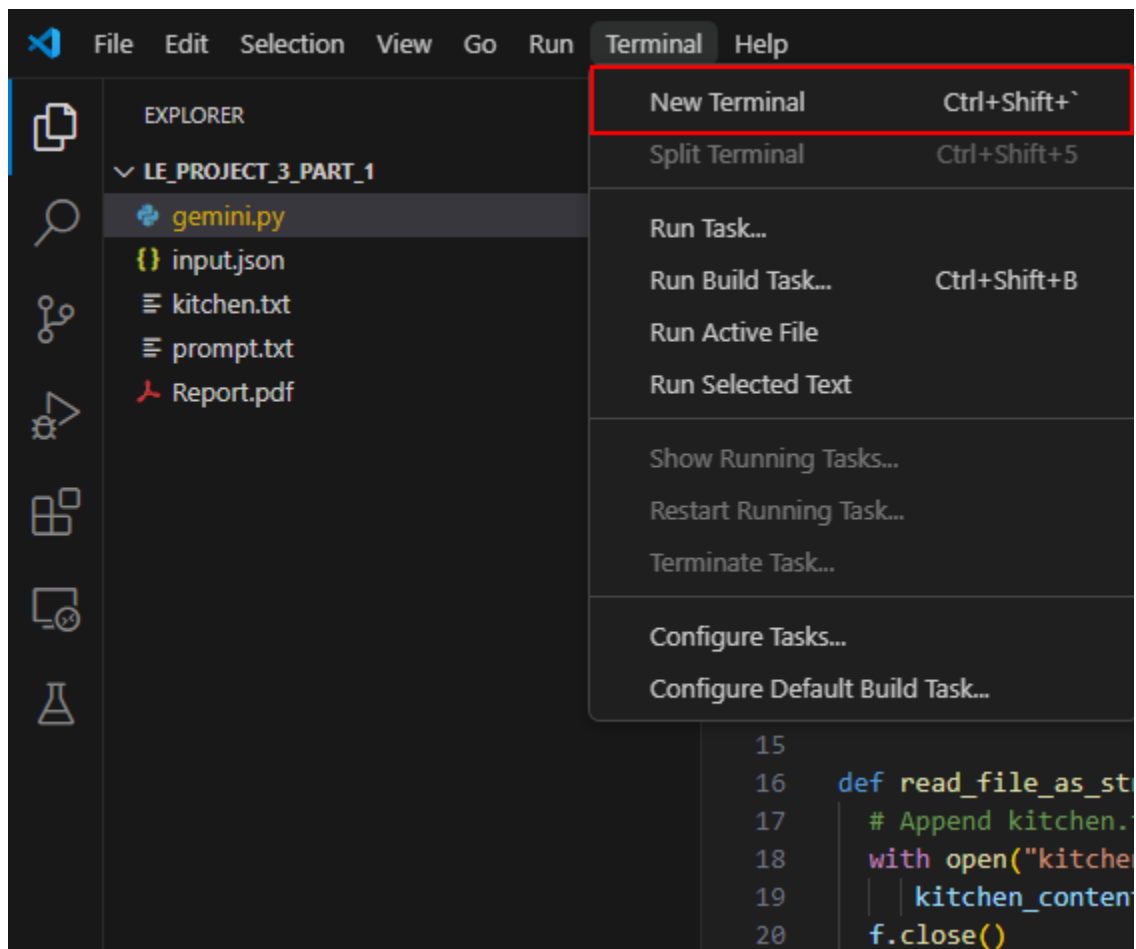 File Edit Selection View Go Run Terminal Help
EXPLORER
LE_PROJECT_3_PART_1
gemini.py
input.json
kitchen.txt
prompt.txt
Report.pdf
New Terminal Ctrl+Shift+`
Split Terminal Ctrl+Shift+5
Run Task...
Run Build Task... Ctrl+Shift+B
Run Active File
Run Selected Text
Show Running Tasks...
Restart Running Task...
Terminate Task...
Configure Tasks...
Configure Default Build Task...
15
16 def read_file_as_st
17 # Append kitchen.
18 with open("kitche
19 kitchen_conten
20 f.close()